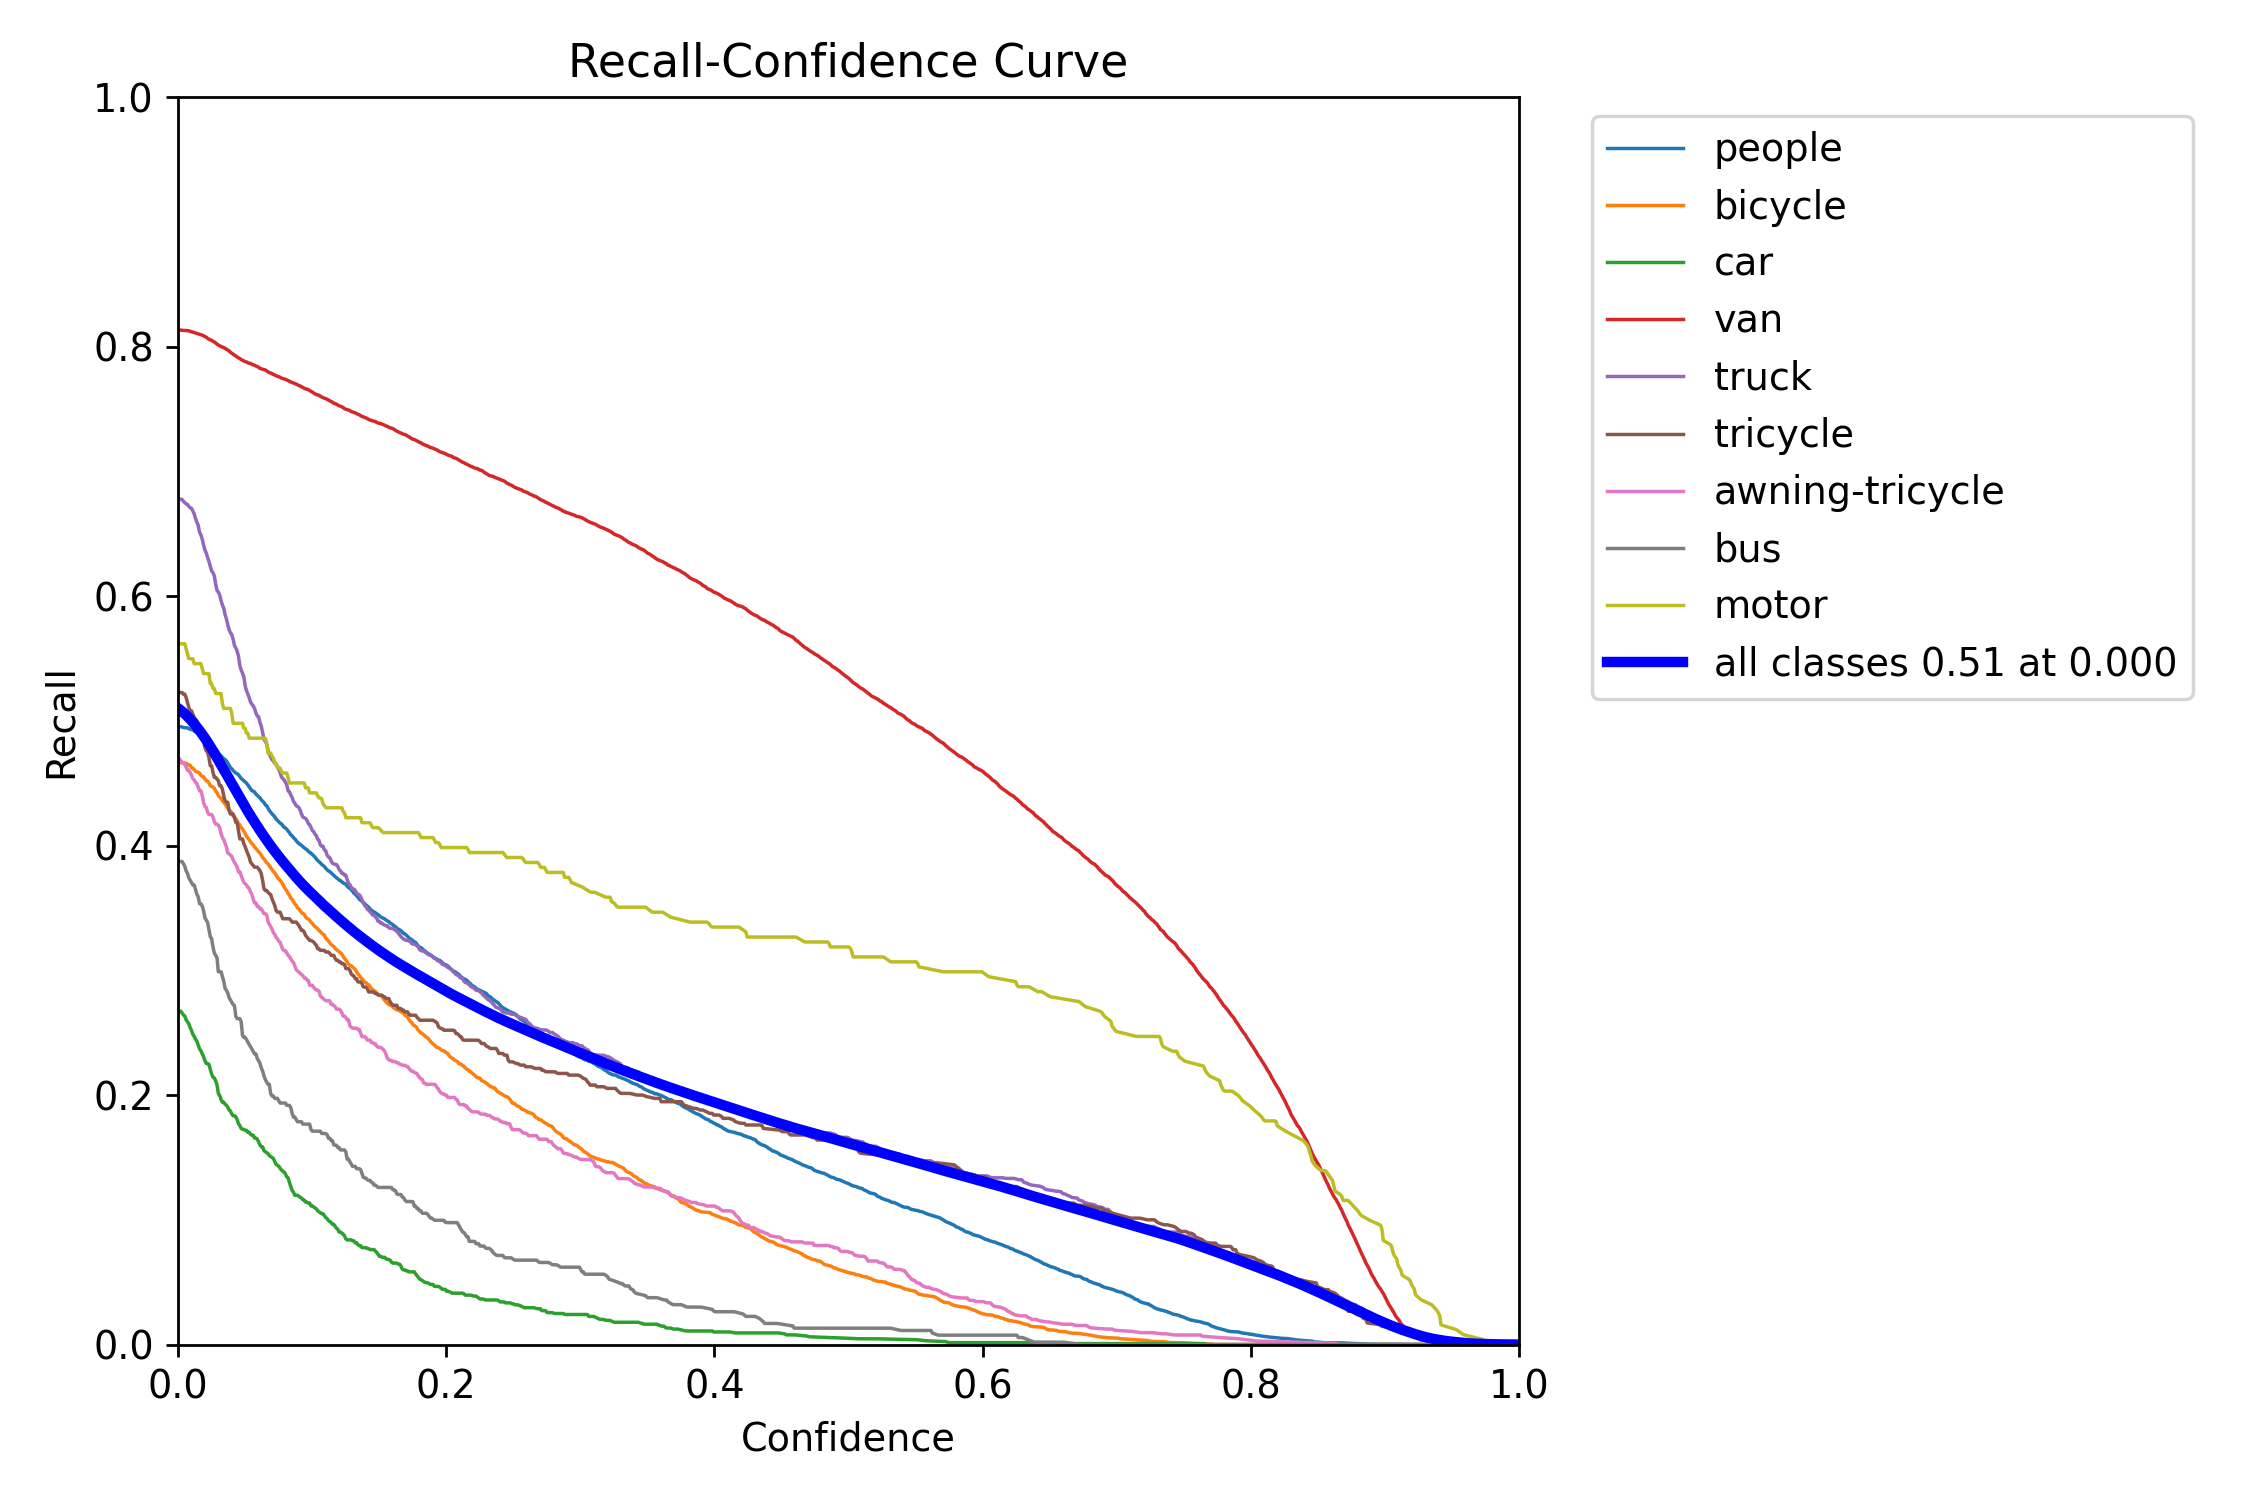 Recall-Confidence Curve
1.0
0.8
0.6
0.4
0.2
0.0
Recall
0.0 0.2 0.4 0.6 0.8 1.0
Confidence
people
bicycle
car
van
truck
tricycle
awning-tricycle
bus
motor
all classes 0.51 at 0.000